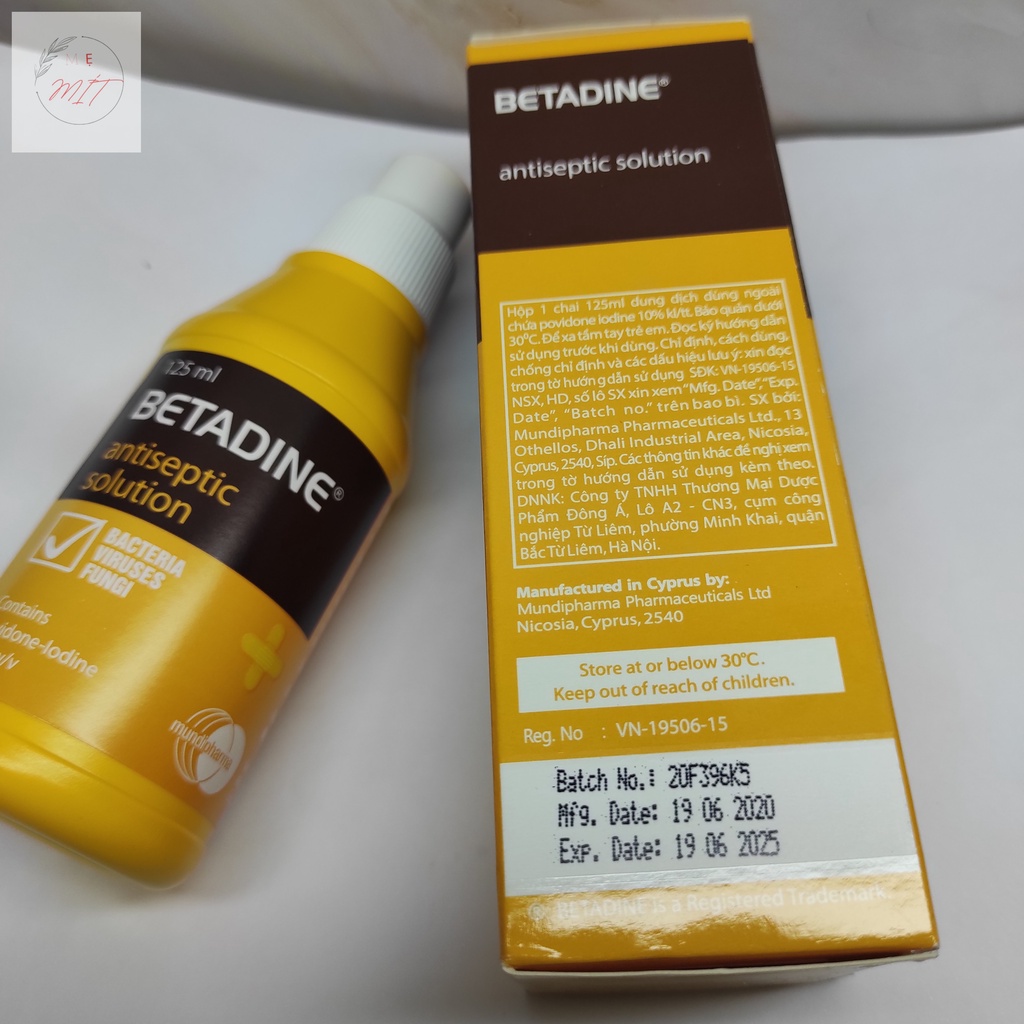 MẸ
MIT
BETADINE®
antiseptic solution
Hộp 1 chai 125ml dung dịch dùng ngoài
chứa povidone iodine 10% kl/tt. Bảo quản dưới
30°C. Để xa tầm tay trẻ em. Đọc kỹ hướng dẫn
sử dụng trước khi dùng. Chỉ định, cách dùng,
chống chỉ định và các dấu hiệu lưu ý: xin đọc
trong tờ hướng dẫn sử dụng SĐK: VN-19506-15
NSX, HD, số lô SX xin xem "Mfg. Date", "Exp.
Date", "Batch no." trên bao bì. SX bởi:
Mundipharma Pharmaceuticals Ltd., 13
Othellos, Dhali Industrial Area, Nicosia,
Cyprus, 2540, Síp. Các thông tin khác đề nghị xem
trong tờ hướng dẫn sử dụng kèm theo.
DNNK: Công ty TNHH Thương Mại Dược
Phẩm Đông Á, Lô A2 - CN3, cụm công
nghiệp Từ Liêm, phường Minh Khai, quận
Bắc Từ Liêm, Hà Nội.
Manufactured in Cyprus by:
Mundipharma Pharmaceuticals Ltd
Nicosia, Cyprus, 2540
Store at or below 30°C.
Keep out of reach of children.
Reg. No : VN-19506-15
Batch No.: 20F396K5
Mfg. Date: 19 06 2020
Exp. Date: 19 06 2025
® BETADINE is a Registered Trademark.
125 ml
BETADINE®
antiseptic
solution
BACTERIA
VIRUSES
FUNGI
Contains
idone-Iodine
/v
mundipharma